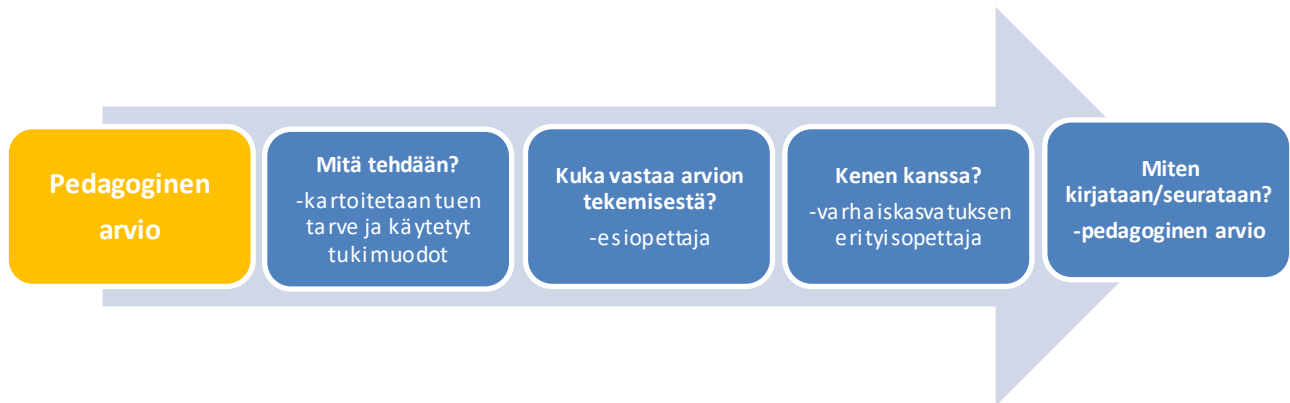 Pedagoginen
arvio
Mitä tehdään?
-kartoitetaan tuen
tarve ja käytetyt
tukimuodot
Kuka vastaa arvion
tekemisestä?
-esiopettaja
Kenen kanssa?
-varhaiskasvatuksen
erityisopettaja
Miten
kirjataan/seurataan?
-pedagoginen arvio